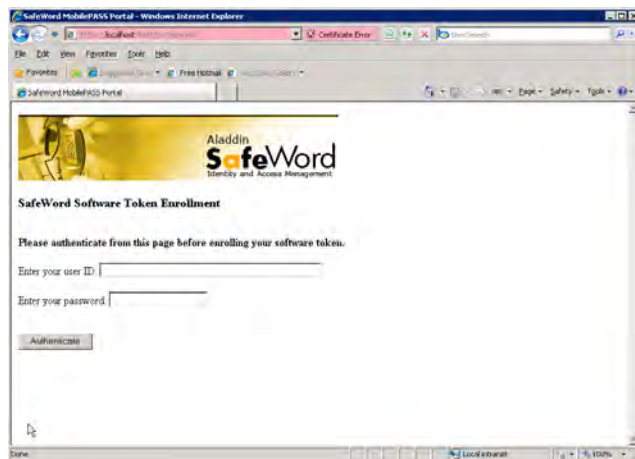 SafeWord MobilePASS Portal - Windows Internet Explorer
localhost
Certificate Error
File Edit View Favorites Tools Help
Favorites Free Hotmail
SafeWord MobilePASS Portal
Page Safety Tools
Aladdin
SafeWord
Identity and Access Management
SafeWord Software Token Enrollment
Please authenticate from this page before enrolling your software token.
Enter your user ID:
Enter your password:
Authenticate
Done
Local intranet
100%